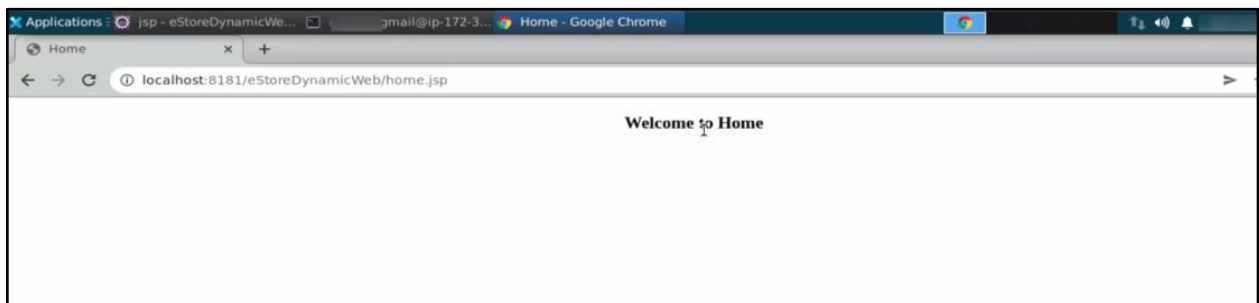 Applications jsp - eStoreDynamicWe... gmail@ip-172-3... Home - Google Chrome
Home
localhost:8181/eStoreDynamicWeb/home.jsp
Welcome to Home